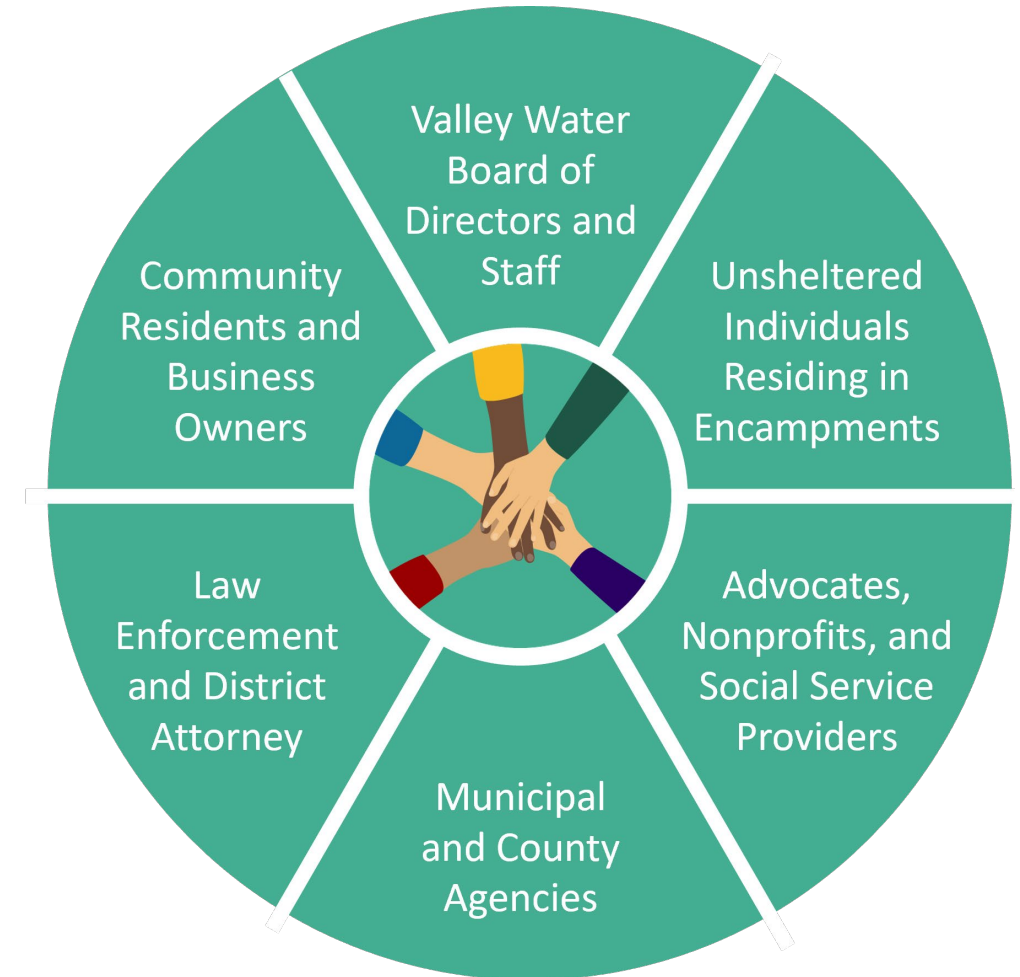 Valley Water
Board of
Directors and
Staff
Unsheltered
Individuals
Residing in
Encampments
Advocates,
Nonprofits, and
Social Service
Providers
Municipal
and County
Agencies
Law
Enforcement
and District
Attorney
Community
Residents and
Business
Owners